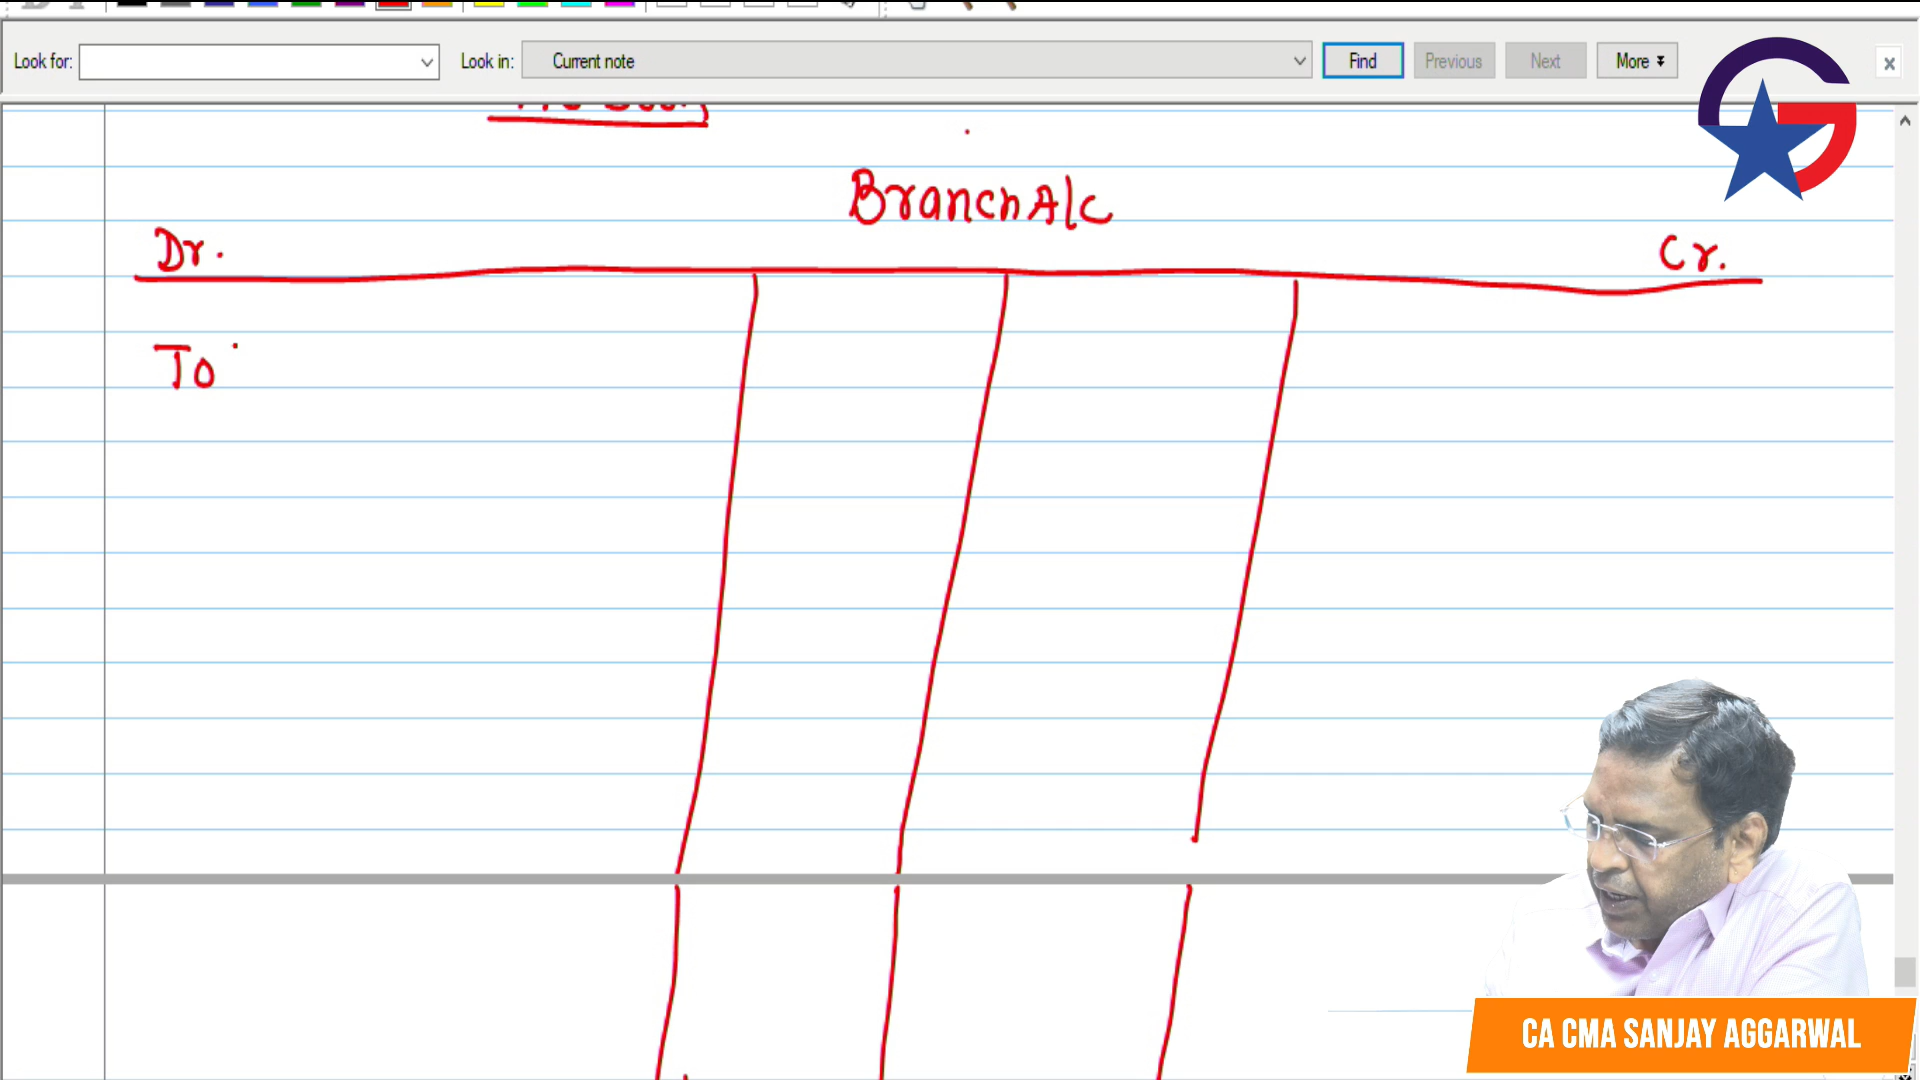 Look for:
Look in: Current note Find Previous Next More
Branch A/c
Dr. Cr.
To
CA CMA SANJAY AGGARWAL